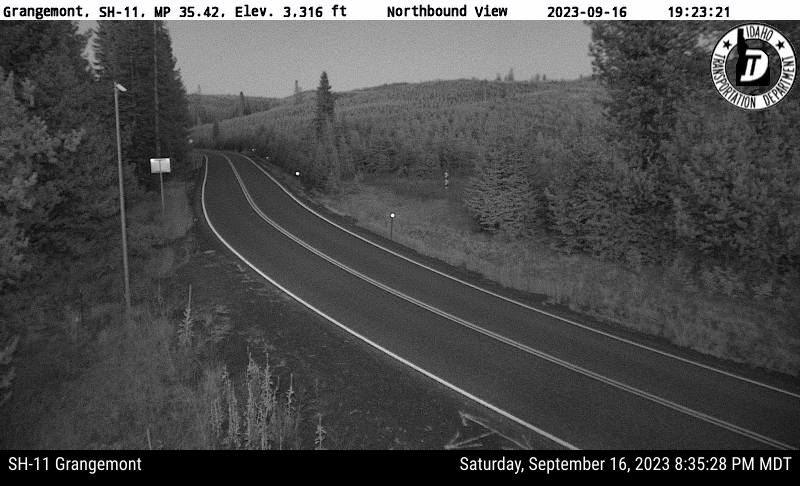 Grangemont, SH-11, MP 35.42, Elev. 3,316 ft Northbound View 2023-09-16 19:23:21
IDAHO
TRANSPORTATION DEPARTMENT
SH-11 Grangemont Saturday, September 16, 2023 8:35:28 PM MDT